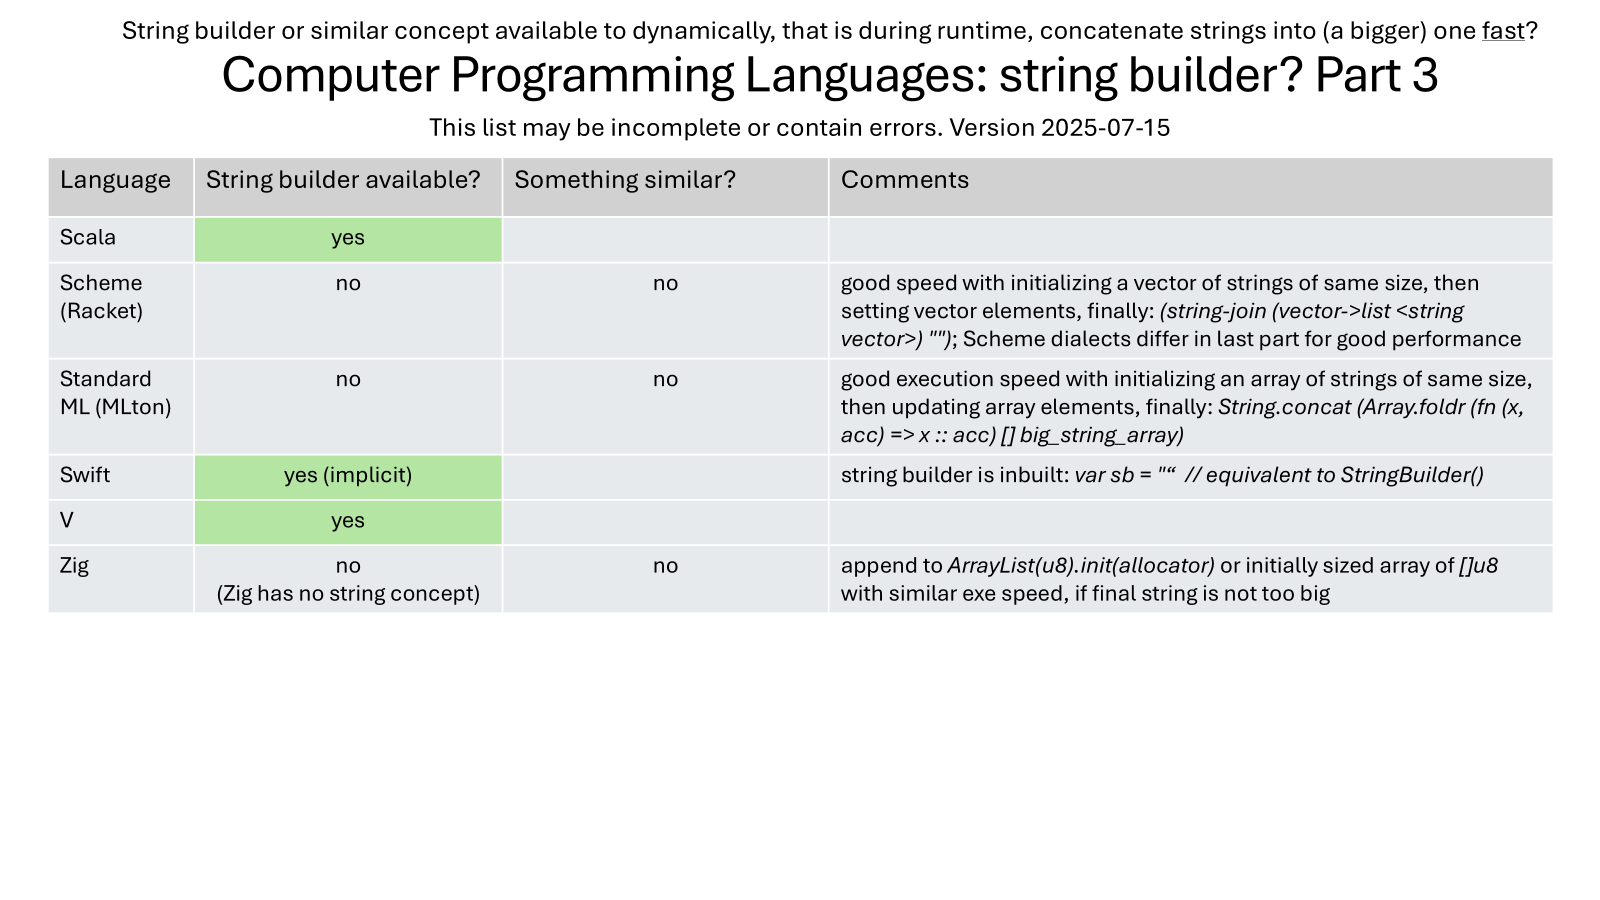 String builder or similar concept available to dynamically, that is during runtime, concatenate strings into (a bigger) one fast?
Computer Programming Languages: string builder? Part 3
This list may be incomplete or contain errors. Version 2025-07-15
Language
String builder available?
Something similar?
Comments
Scala
yes
Scheme
(Racket)
no
no
good speed with initializing a vector of strings of same size, then
setting vector elements, finally: (string-join (vector->list <string
vector>) ""); Scheme dialects differ in last part for good performance
Standard
ML (MLton)
no
no
good execution speed with initializing an array of strings of same size,
then updating array elements, finally: String.concat (Array.foldr (fn (x,
acc) => x :: acc) [] big_string_array)
Swift
yes (implicit)
string builder is inbuilt: var sb = "“  // equivalent to StringBuilder()
V
yes
Zig
no
(Zig has no string concept)
no
append to ArrayList(u8).init(allocator) or initially sized array of []u8
with similar exe speed, if final string is not too big